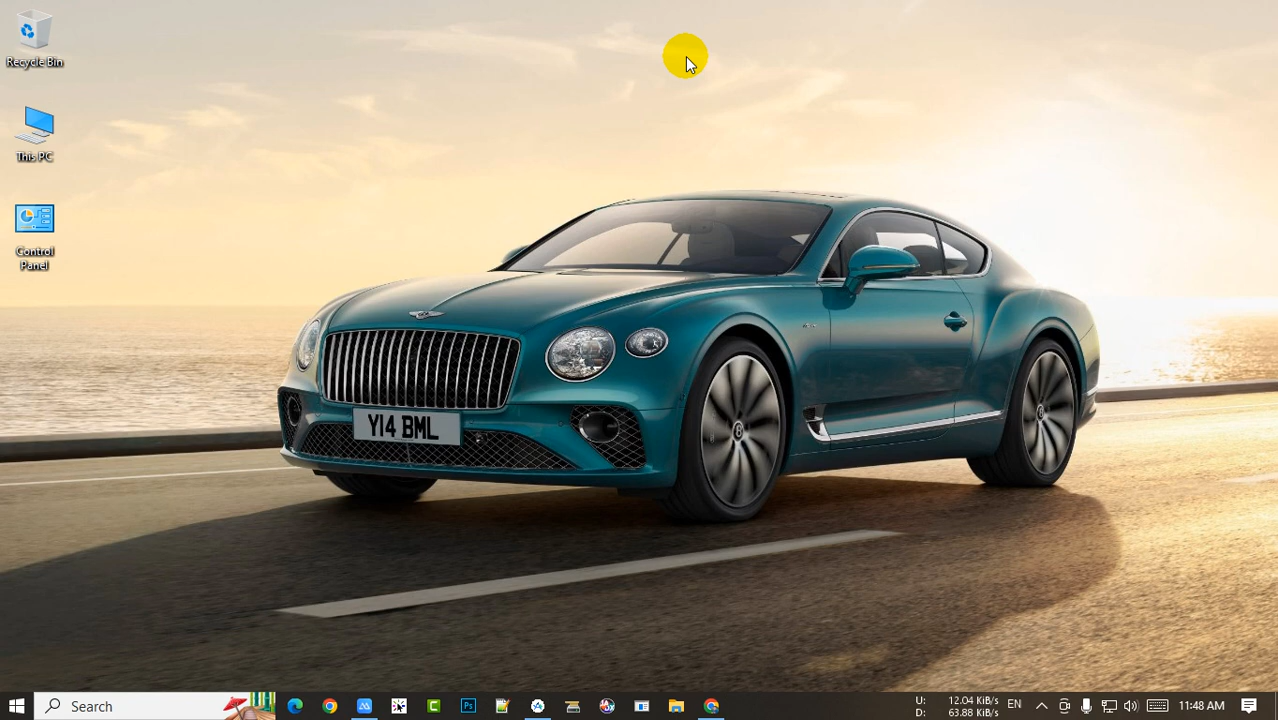 Recycle Bin
This PC
Control
Panel
Y14 BML
Search
Ps
U: 12.04 KiB/s
D: 63.88 KiB/s
EN
11:48 AM